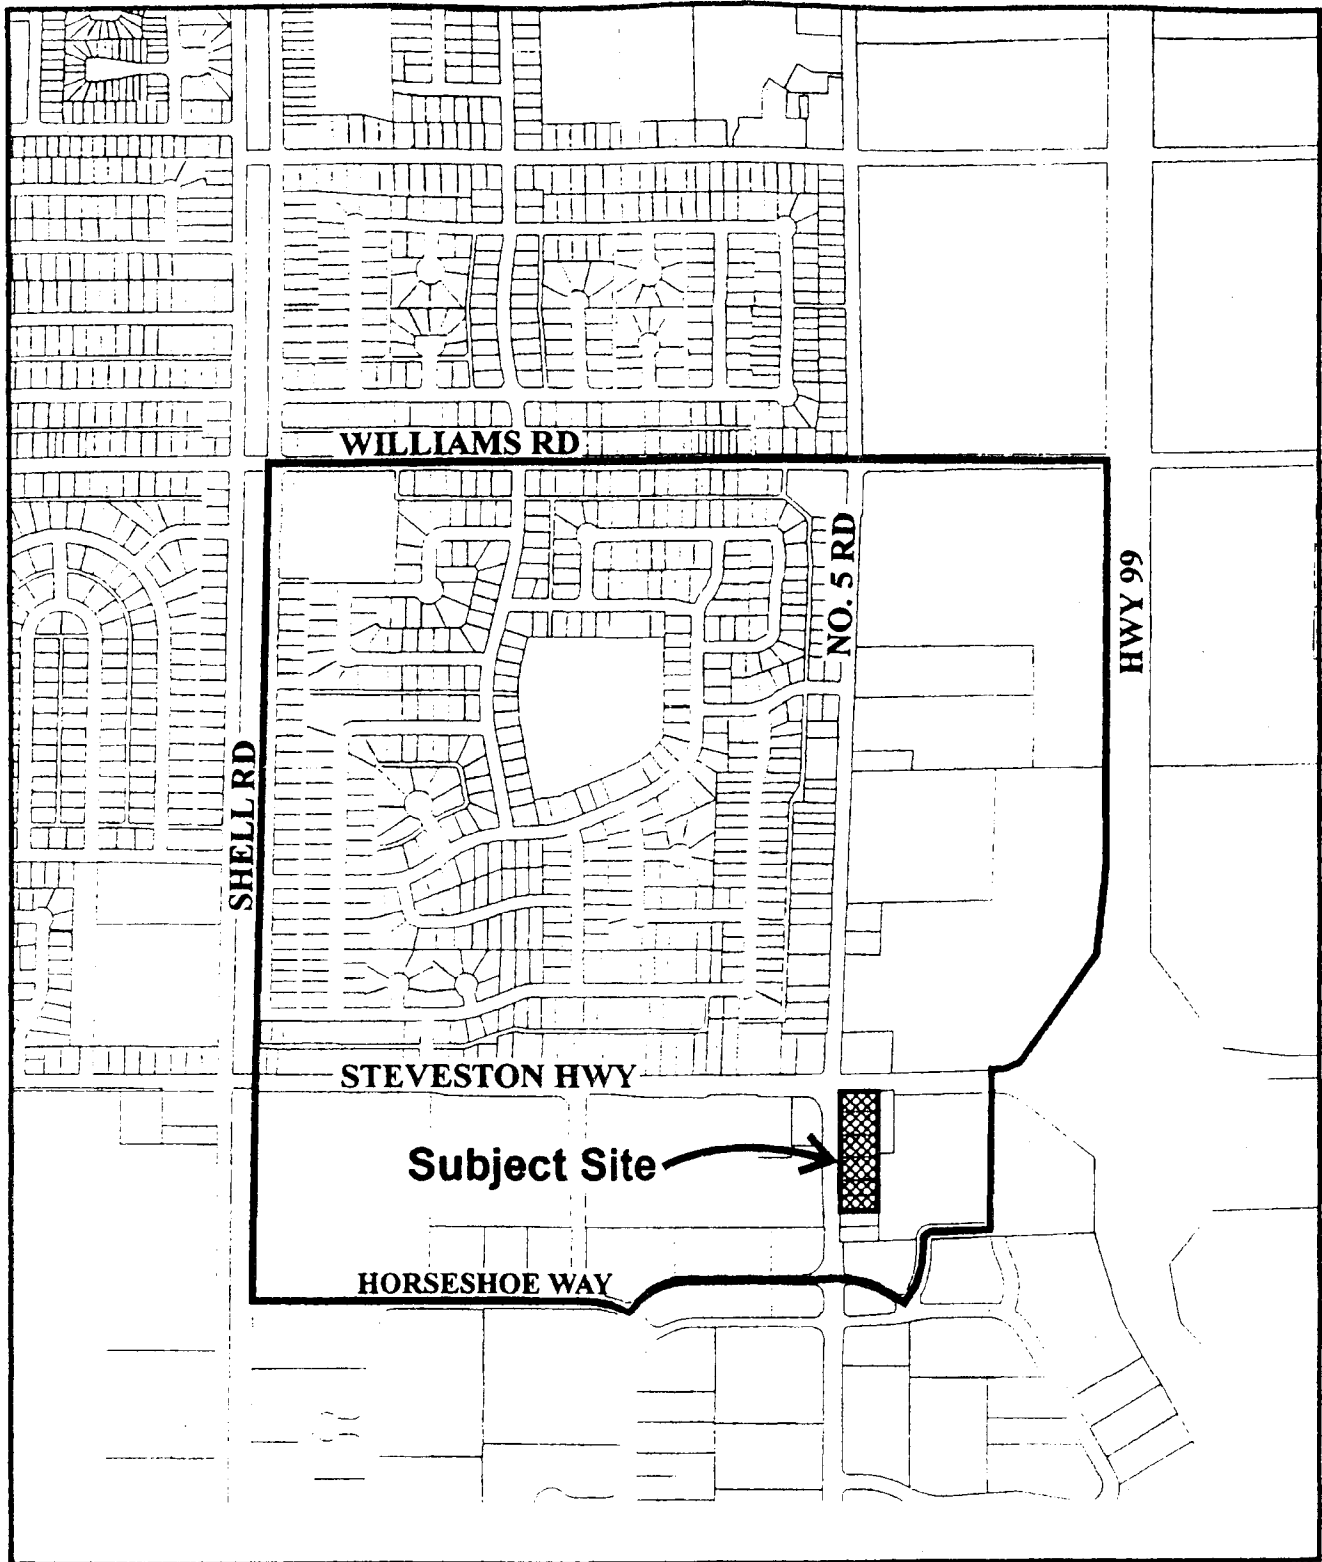 WILLIAMS RD
NO. 5 RD
HWY 99
SHELL RD
STEVESTON HWY
Subject Site
HORSESHOE WAY